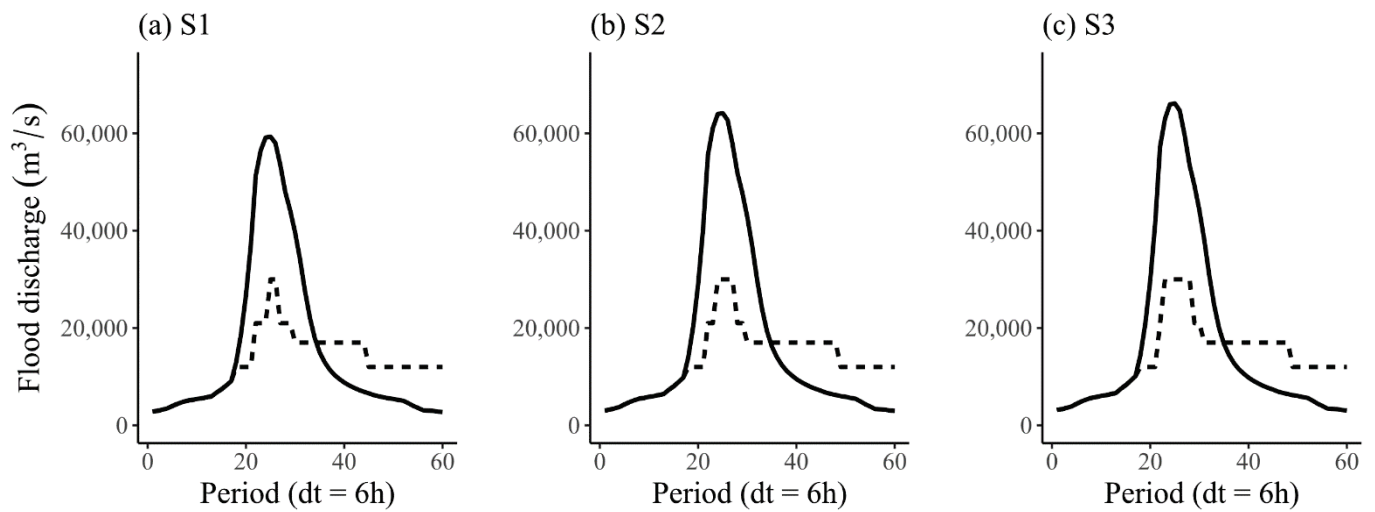 (a) S1
(b) S2
(c) S3
Flood discharge (m³/s)
60,000
40,000
20,000
0
60,000
40,000
20,000
0
60,000
40,000
20,000
0
0 20 40 60
0 20 40 60
0 20 40 60
Period (dt = 6h)
Period (dt = 6h)
Period (dt = 6h)